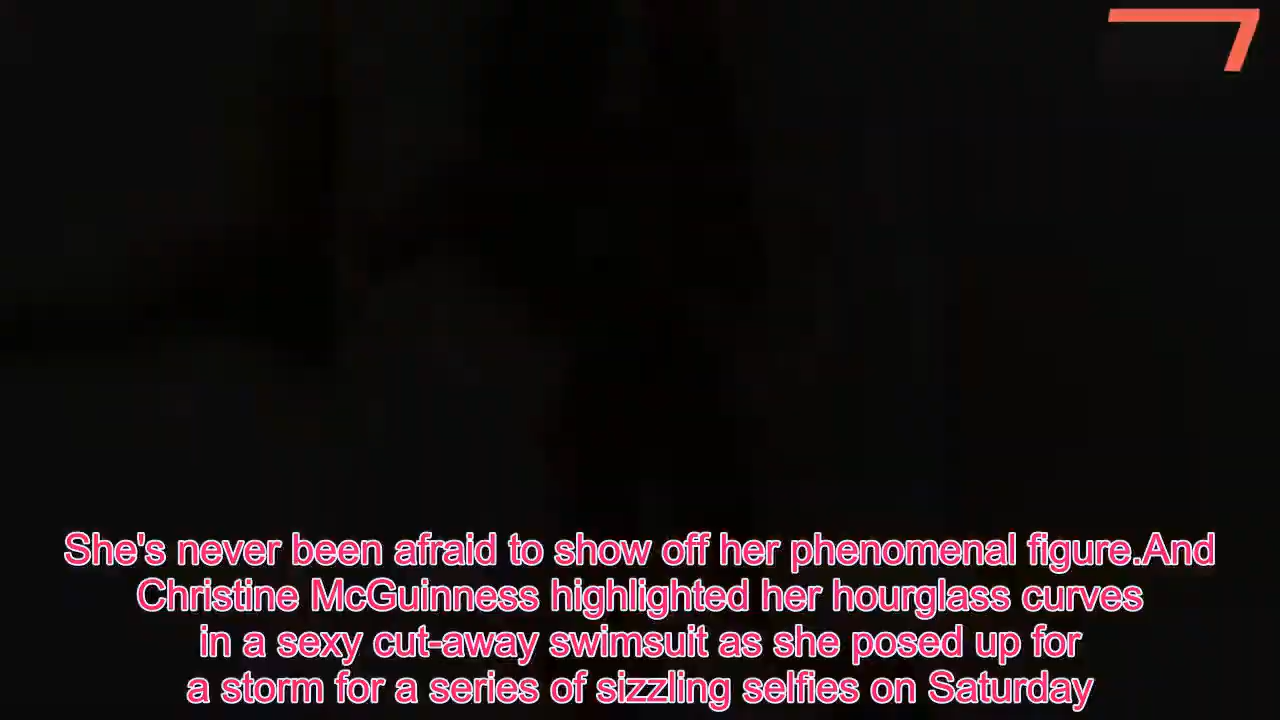 She's never been afraid to show off her phenomenal figure.And
Christine McGuinness highlighted her hourglass curves
in a sexy cut-away swimsuit as she posed up for
a storm for a series of sizzling selfies on Saturday